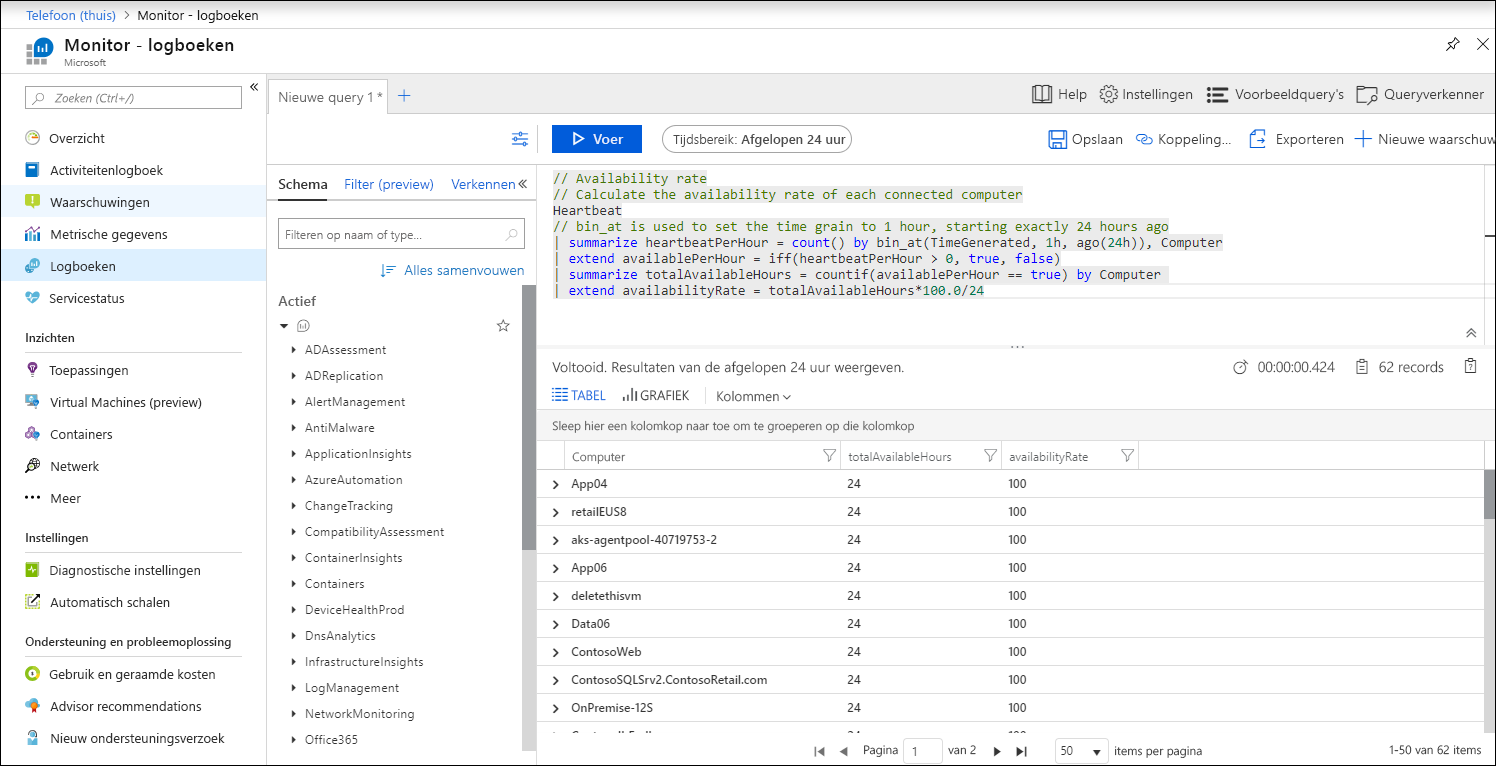 Telefoon (thuis) > Monitor - logboeken
Monitor - logboeken
Microsoft
Zoeken (Ctrl+/)
«
Overzicht
Activiteitenlogboek
Waarschuwingen
Metrische gegevens
Logboeken
Servicestatus
Inzichten
Toepassingen
Virtual Machines (preview)
Containers
Netwerk
Meer
Instellingen
Diagnostische instellingen
Automatisch schalen
Ondersteuning en probleemoplossing
Gebruik en geraamde kosten
Advisor recommendations
Nieuw ondersteuningsverzoek
Nieuwe query 1* +
Help Instellingen Voorbeeldquery's Queryverkenner
Voer Tijdsbereik: Afgelopen 24 uur
Opslaan Koppeling... Exporteren Nieuwe waarschuw
Schema Filter (preview) Verkennen «
Filteren op naam of type...
Alles samenvouwen
Actief
ADAssessment
ADReplication
AlertManagement
AntiMalware
ApplicationInsights
AzureAutomation
ChangeTracking
CompatibilityAssessment
ContainerInsights
Containers
DeviceHealthProd
DnsAnalytics
InfrastructureInsights
LogManagement
NetworkMonitoring
Office365
// Availability rate
// Calculate the availability rate of each connected computer
Heartbeat
// bin_at is used to set the time grain to 1 hour, starting exactly 24 hours ago
| summarize heartbeatPerHour = count() by bin_at(TimeGenerated, 1h, ago(24h)), Computer
| extend availablePerHour = iff(heartbeatPerHour > 0, true, false)
| summarize totalAvailableHours = countif(availablePerHour == true) by Computer
| extend availabilityRate = totalAvailableHours*100.0/24
Voltooid. Resultaten van de afgelopen 24 uur weergeven.
00:00:00.424 62 records
TABEL GRAFIEK Kolommen
Sleep hier een kolomkop naar toe om te groeperen op die kolomkop
Computer totalAvailableHours availabilityRate
App04 24 100
retailEUS8 24 100
aks-agentpool-40719753-2 24 100
App06 24 100
deletethisvm 24 100
Data06 24 100
ContosoWeb 24 100
ContosoSQLSrv2.ContosoRetail.com 24 100
OnPremise-12S 24 100
Pagina 1 van 2 50 items per pagina 1-50 van 62 items